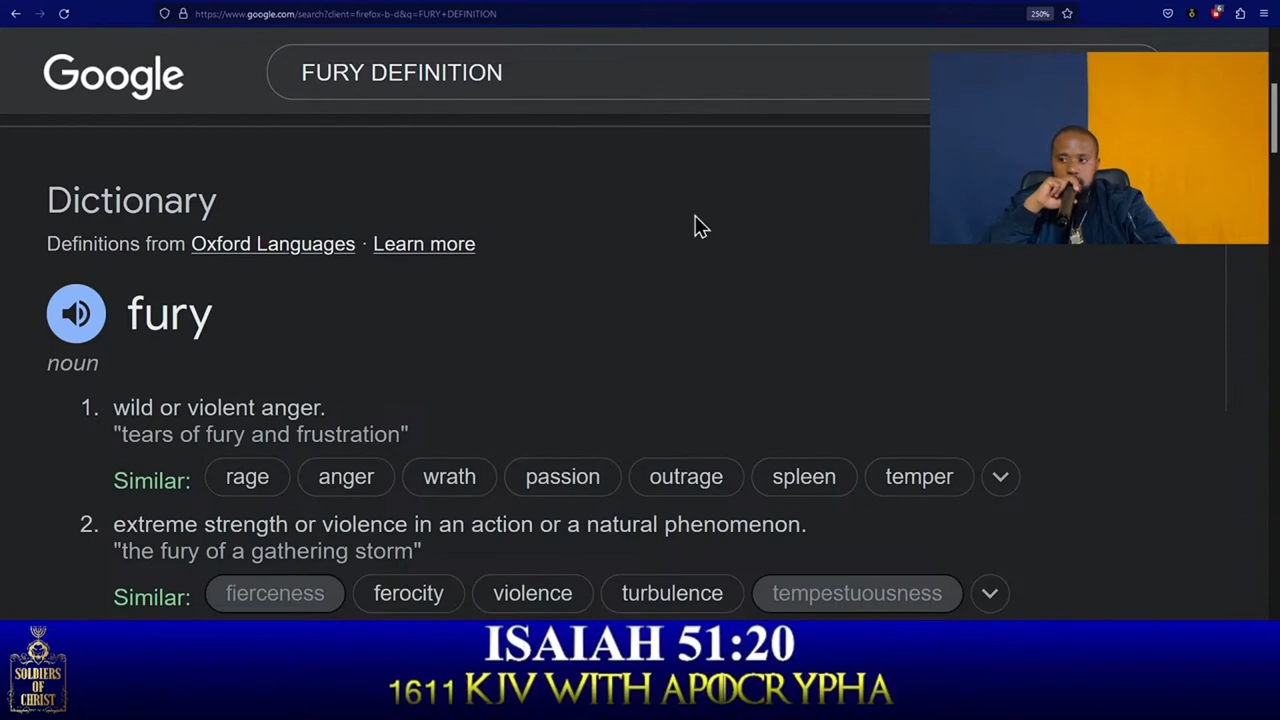 https://www.google.com/search?client=firefox-b-d&q=FURY+DEFINITION
250%
6
Google
FURY DEFINITION
Dictionary
Definitions from Oxford Languages · Learn more
fury
noun
1. wild or violent anger.
"tears of fury and frustration"
Similar: rage anger wrath passion outrage spleen temper
2. extreme strength or violence in an action or a natural phenomenon.
"the fury of a gathering storm"
Similar: fierceness ferocity violence turbulence tempestuousness
ISAIAH 51:20
1611 KJV WITH APOCRYPHA
SOLDIERS
OF
CHRIST